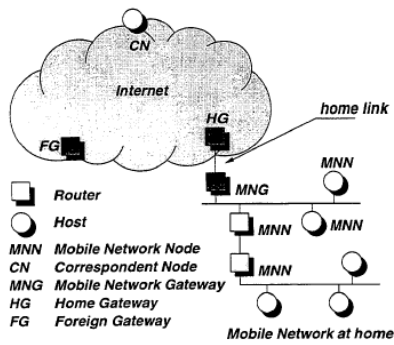 CN
Internet
home link
HG
FG
MNN
MNG
Router
Host
MNN
MNN
MNN Mobile Network Node
CN Correspondent Node
MNN
MNG Mobile Network Gateway
HG Home Gateway
FG Foreign Gateway
Mobile Network at home